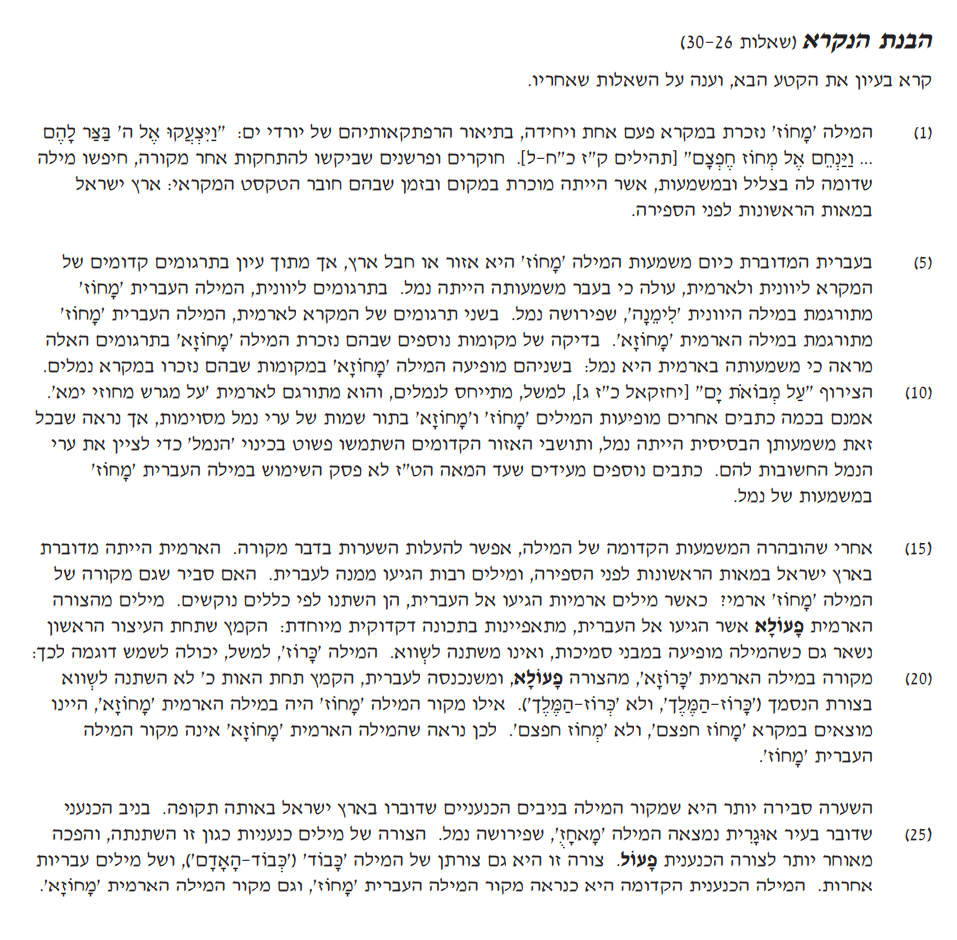 הבנת הנקרא (שאלות 30-26)
קרא בעיון את הקטע הבא, וענה על השאלות שאחריו.
(1) המילה 'מָחוֹז' נזכרת במקרא פעם אחת ויחידה, בתיאור הרפתקאותיהם של יורדי ים: "וַיִּצְעֲקוּ אֶל ה' בַּצַּר לָהֶם
... וַיַּנְחֵם אֶל מְחוֹז חֶפְצָם" [תהילים ק"ז כ"ח-ל]. חוקרים ופרשנים שביקשו להתחקות אחר מקורה, חיפשו מילה
שדומה לה בצליל ובמשמעות, אשר הייתה מוכרת במקום ובזמן שבהם חובר הטקסט המקראי: ארץ ישראל
במאות הראשונות לפני הספירה.
(5) בעברית המדוברת כיום משמעות המילה 'מָחוֹז' היא אזור או חבל ארץ, אך מתוך עיון בתרגומים קדומים של
המקרא ליוונית ולארמית, עולה כי בעבר משמעותה הייתה נמל. בתרגומים ליוונית, המילה העברית 'מָחוֹז'
מתורגמת במילה היוונית 'לִימֵנָה', שפירושה נמל. בשני תרגומים של המקרא לארמית, המילה העברית 'מָחוֹז'
מתורגמת במילה הארמית 'מָחוֹזָא'. בדיקה של מקומות נוספים שבהם נזכרת המילה 'מָחוֹזָא' בתרגומים האלה
מראה כי משמעותה בארמית היא נמל: בשניהם מופיעה המילה 'מָחוֹזָא' במקומות שבהם נזכרו במקרא נמלים.
(10) הצירוף "עַל מְבוֹאֹת יָם" [יחזקאל כ"ז ג], למשל, מתייחס לנמלים, והוא מתורגם לארמית 'על מגרש מחוזי ימא'.
אמנם בכמה כתבים אחרים מופיעות המילים 'מָחוֹז' ו'מָחוֹזָא' בתור שמות של ערי נמל מסוימות, אך נראה שבכל
זאת משמעותן הבסיסית הייתה נמל, ותושבי האזור הקדומים השתמשו פשוט בכינוי 'הנמל' כדי לציין את ערי
הנמל החשובות להם. כתבים נוספים מעידים שעד המאה הט"ז לא פסק השימוש במילה העברית 'מָחוֹז'
במשמעות של נמל.
(15) אחרי שהובהרה המשמעות הקדומה של המילה, אפשר להעלות השערות בדבר מקורה. הארמית הייתה מדוברת
בארץ ישראל במאות הראשונות לפני הספירה, ומילים רבות הגיעו ממנה לעברית. האם סביר שגם מקורה של
המילה 'מָחוֹז' ארמי? כאשר מילים ארמיות הגיעו אל העברית, הן השתנו לפי כללים נוקשים. מילים מהצורה
הארמית פָּעוֹלָא אשר הגיעו אל העברית, מתאפיינות בתכונה דקדוקית מיוחדת: הקמץ שתחת העיצור הראשון
נשאר גם כשהמילה מופיעה במבני סמיכות, ואינו משתנה לשְווא. המילה 'כָּרוֹז', למשל, יכולה לשמש דוגמה לכך:
(20) מקורה במילה הארמית 'כָּרוֹזָא', מהצורה פָּעוֹלָא, ומשנכנסה לעברית, הקמץ תחת האות כ' לא השתנה לשְווא
בצורת הנסמך ('כָּרוֹז-הַמֶּלֶך', ולא 'כְּרוֹז-הַמֶּלֶך'). אילו מקור המילה 'מָחוֹז' היה במילה הארמית 'מָחוֹזָא', היינו
מוצאים במקרא 'מָחוֹז חפצם', ולא 'מְחוֹז חפצם'. לכן נראה שהמילה הארמית 'מָחוֹזָא' אינה מקור המילה
העברית 'מָחוֹז'.
השערה סבירה יותר היא שמקור המילה בניבים הכנעניים שדוברו בארץ ישראל באותה תקופה. בניב הכנעני
(25) שדובר בעיר אוּגָרִית נמצאה המילה 'מָאחָזֻ', שפירושה נמל. הצורה של מילים כנעניות כגון זו השתנתה, והפכה
מאוחר יותר לצורה הכנענית פָּעוֹל. צורה זו היא גם צורתן של המילה 'כָּבוֹד' ('כְּבוֹד-הָאָדָם'), ושל מילים עבריות
אחרות. המילה הכנענית הקדומה היא כנראה מקור המילה העברית 'מָחוֹז', וגם מקור המילה הארמית 'מָחוֹזָא'.